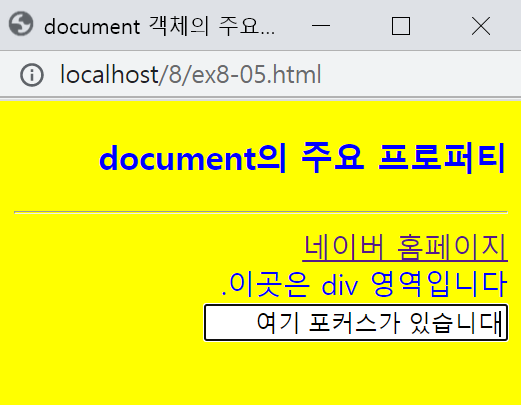 document 객체의 주요...
localhost/8/ex8-05.html
document의 주요 프로퍼티
네이버 홈페이지
.이곳은 div 영역입니다
여기 포커스가 있습니다